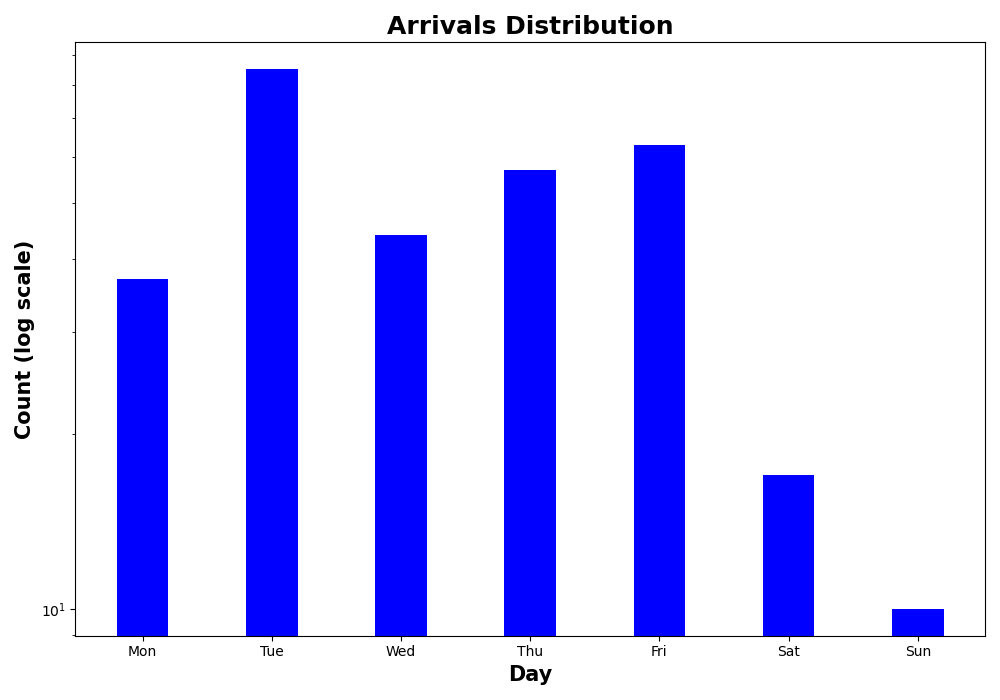 Arrivals Distribution
Count (log scale)
10¹
Mon Tue Wed Thu Fri Sat Sun
Day